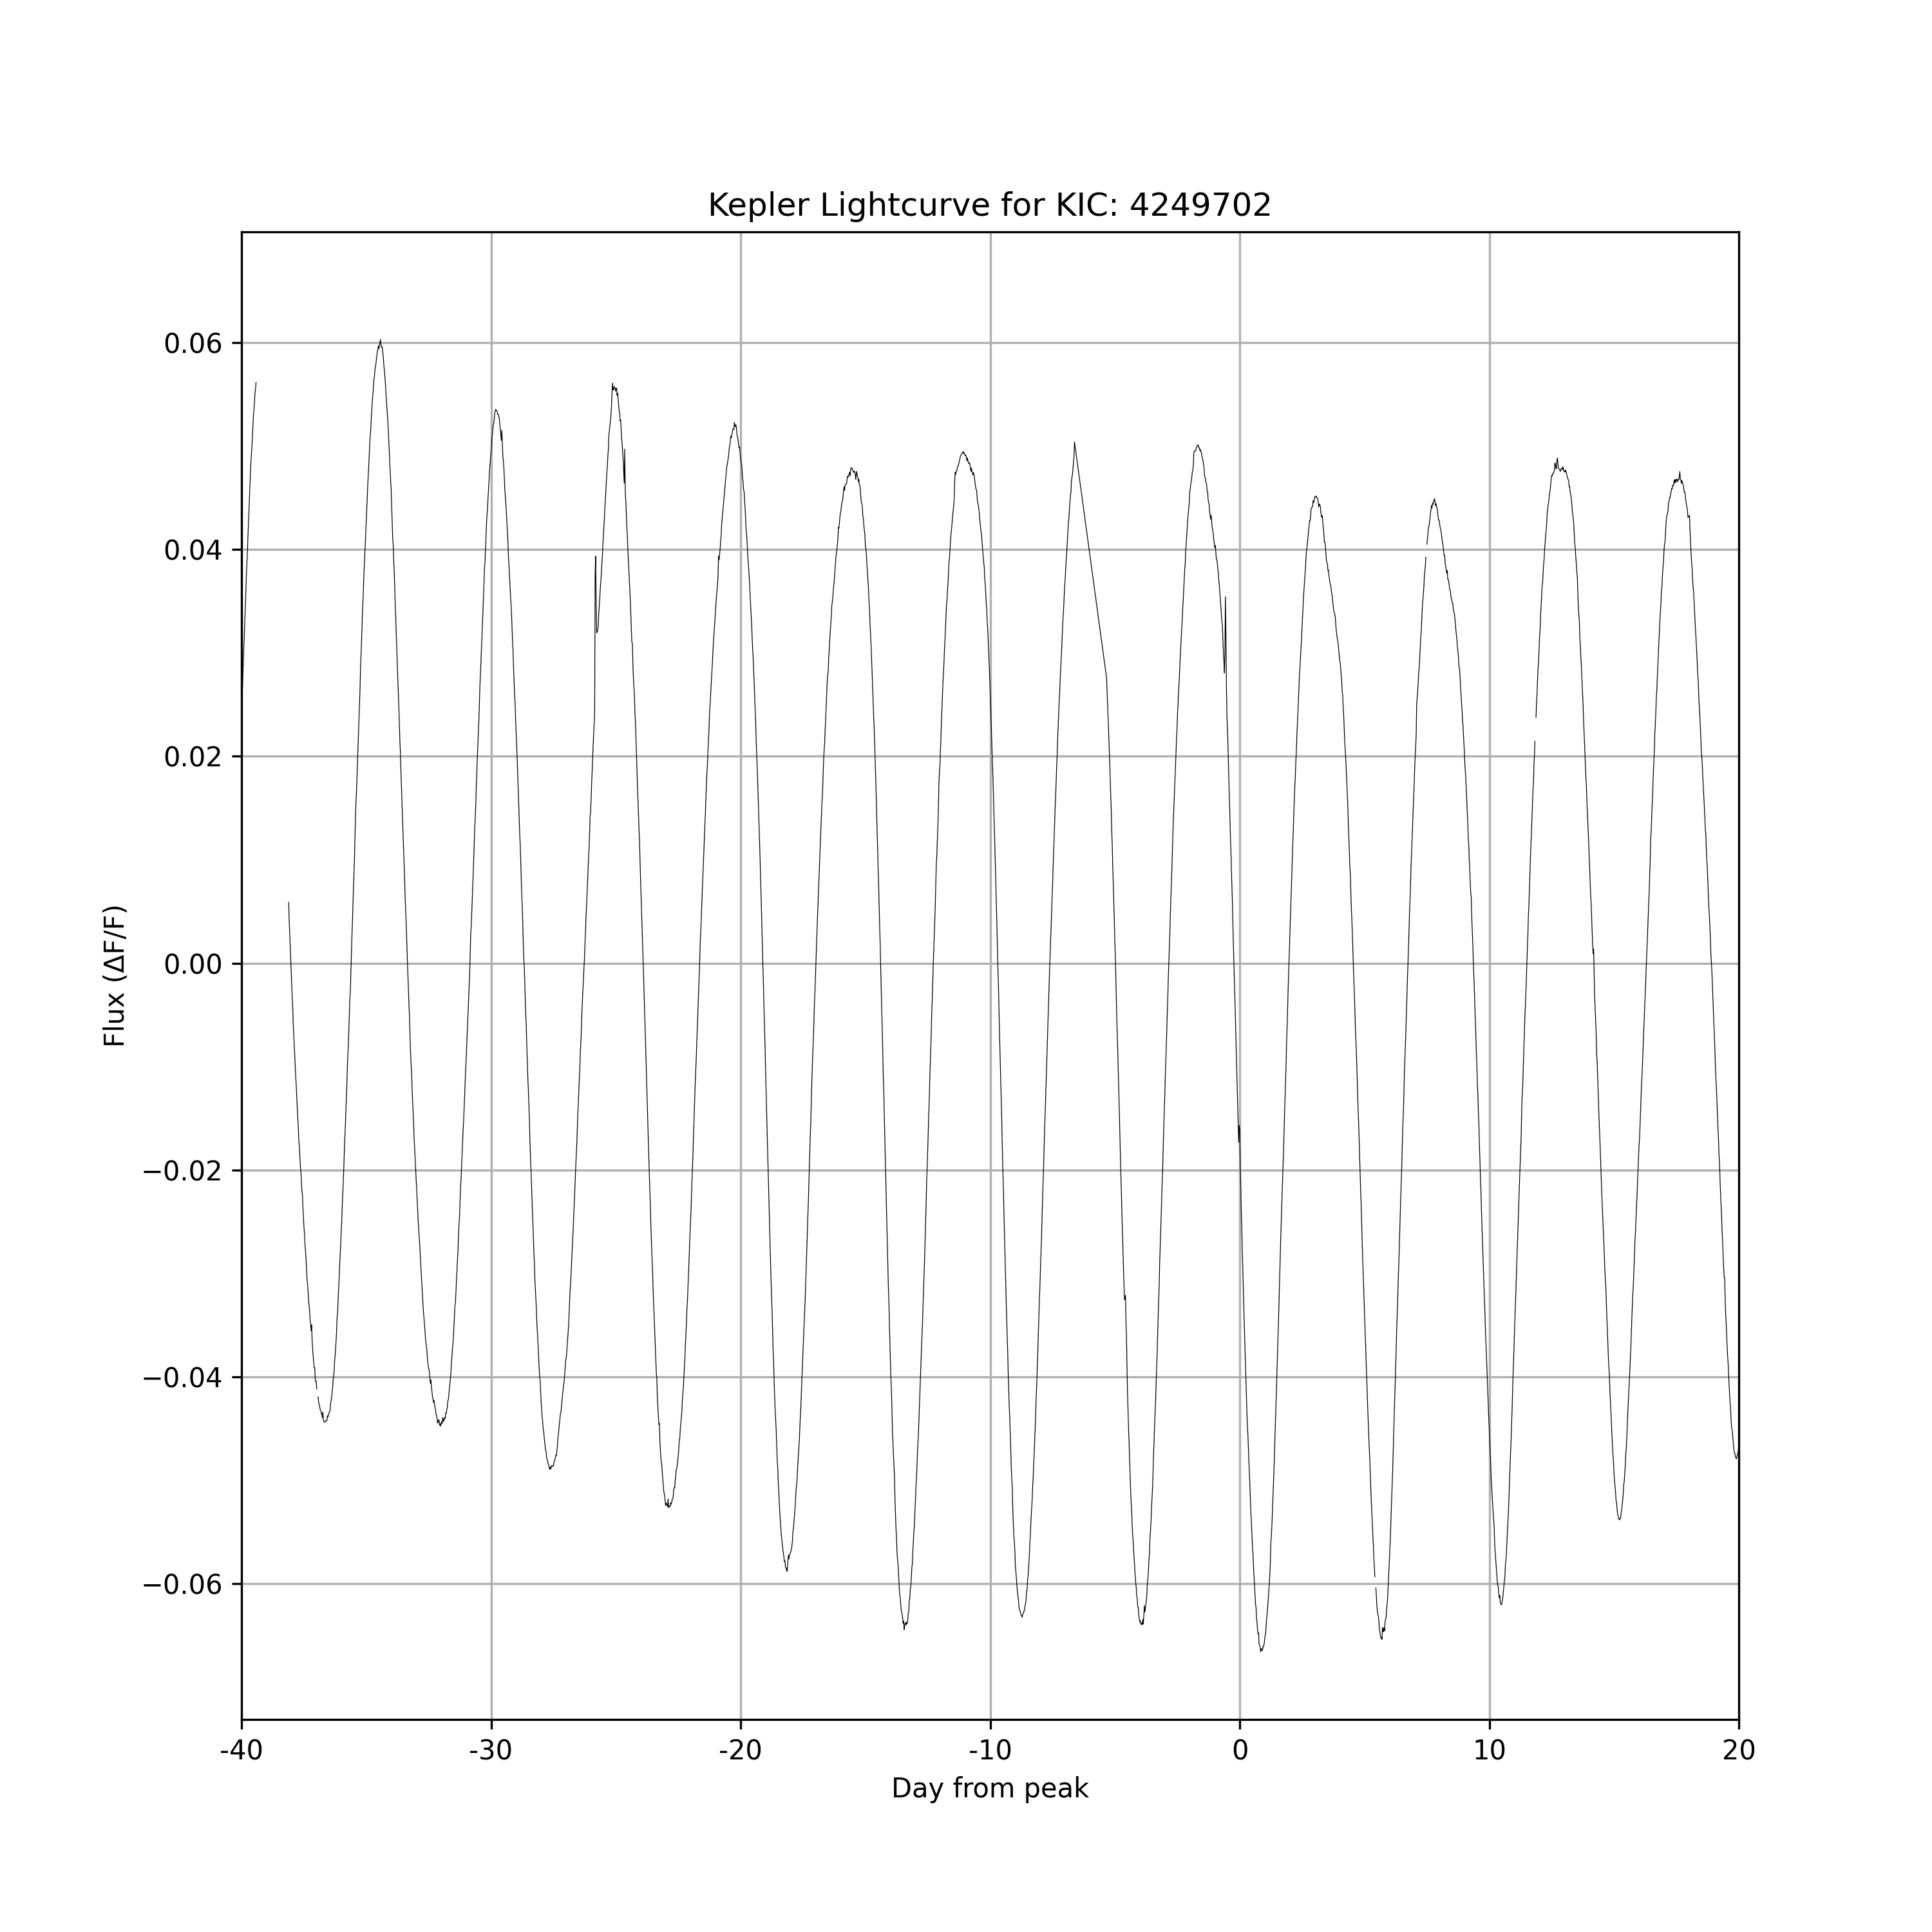 Kepler Lightcurve for KIC: 4249702
0.06
0.04
0.02
0.00
−0.02
−0.04
−0.06
Flux (ΔF/F)
-40 -30 -20 -10 0 10 20
Day from peak